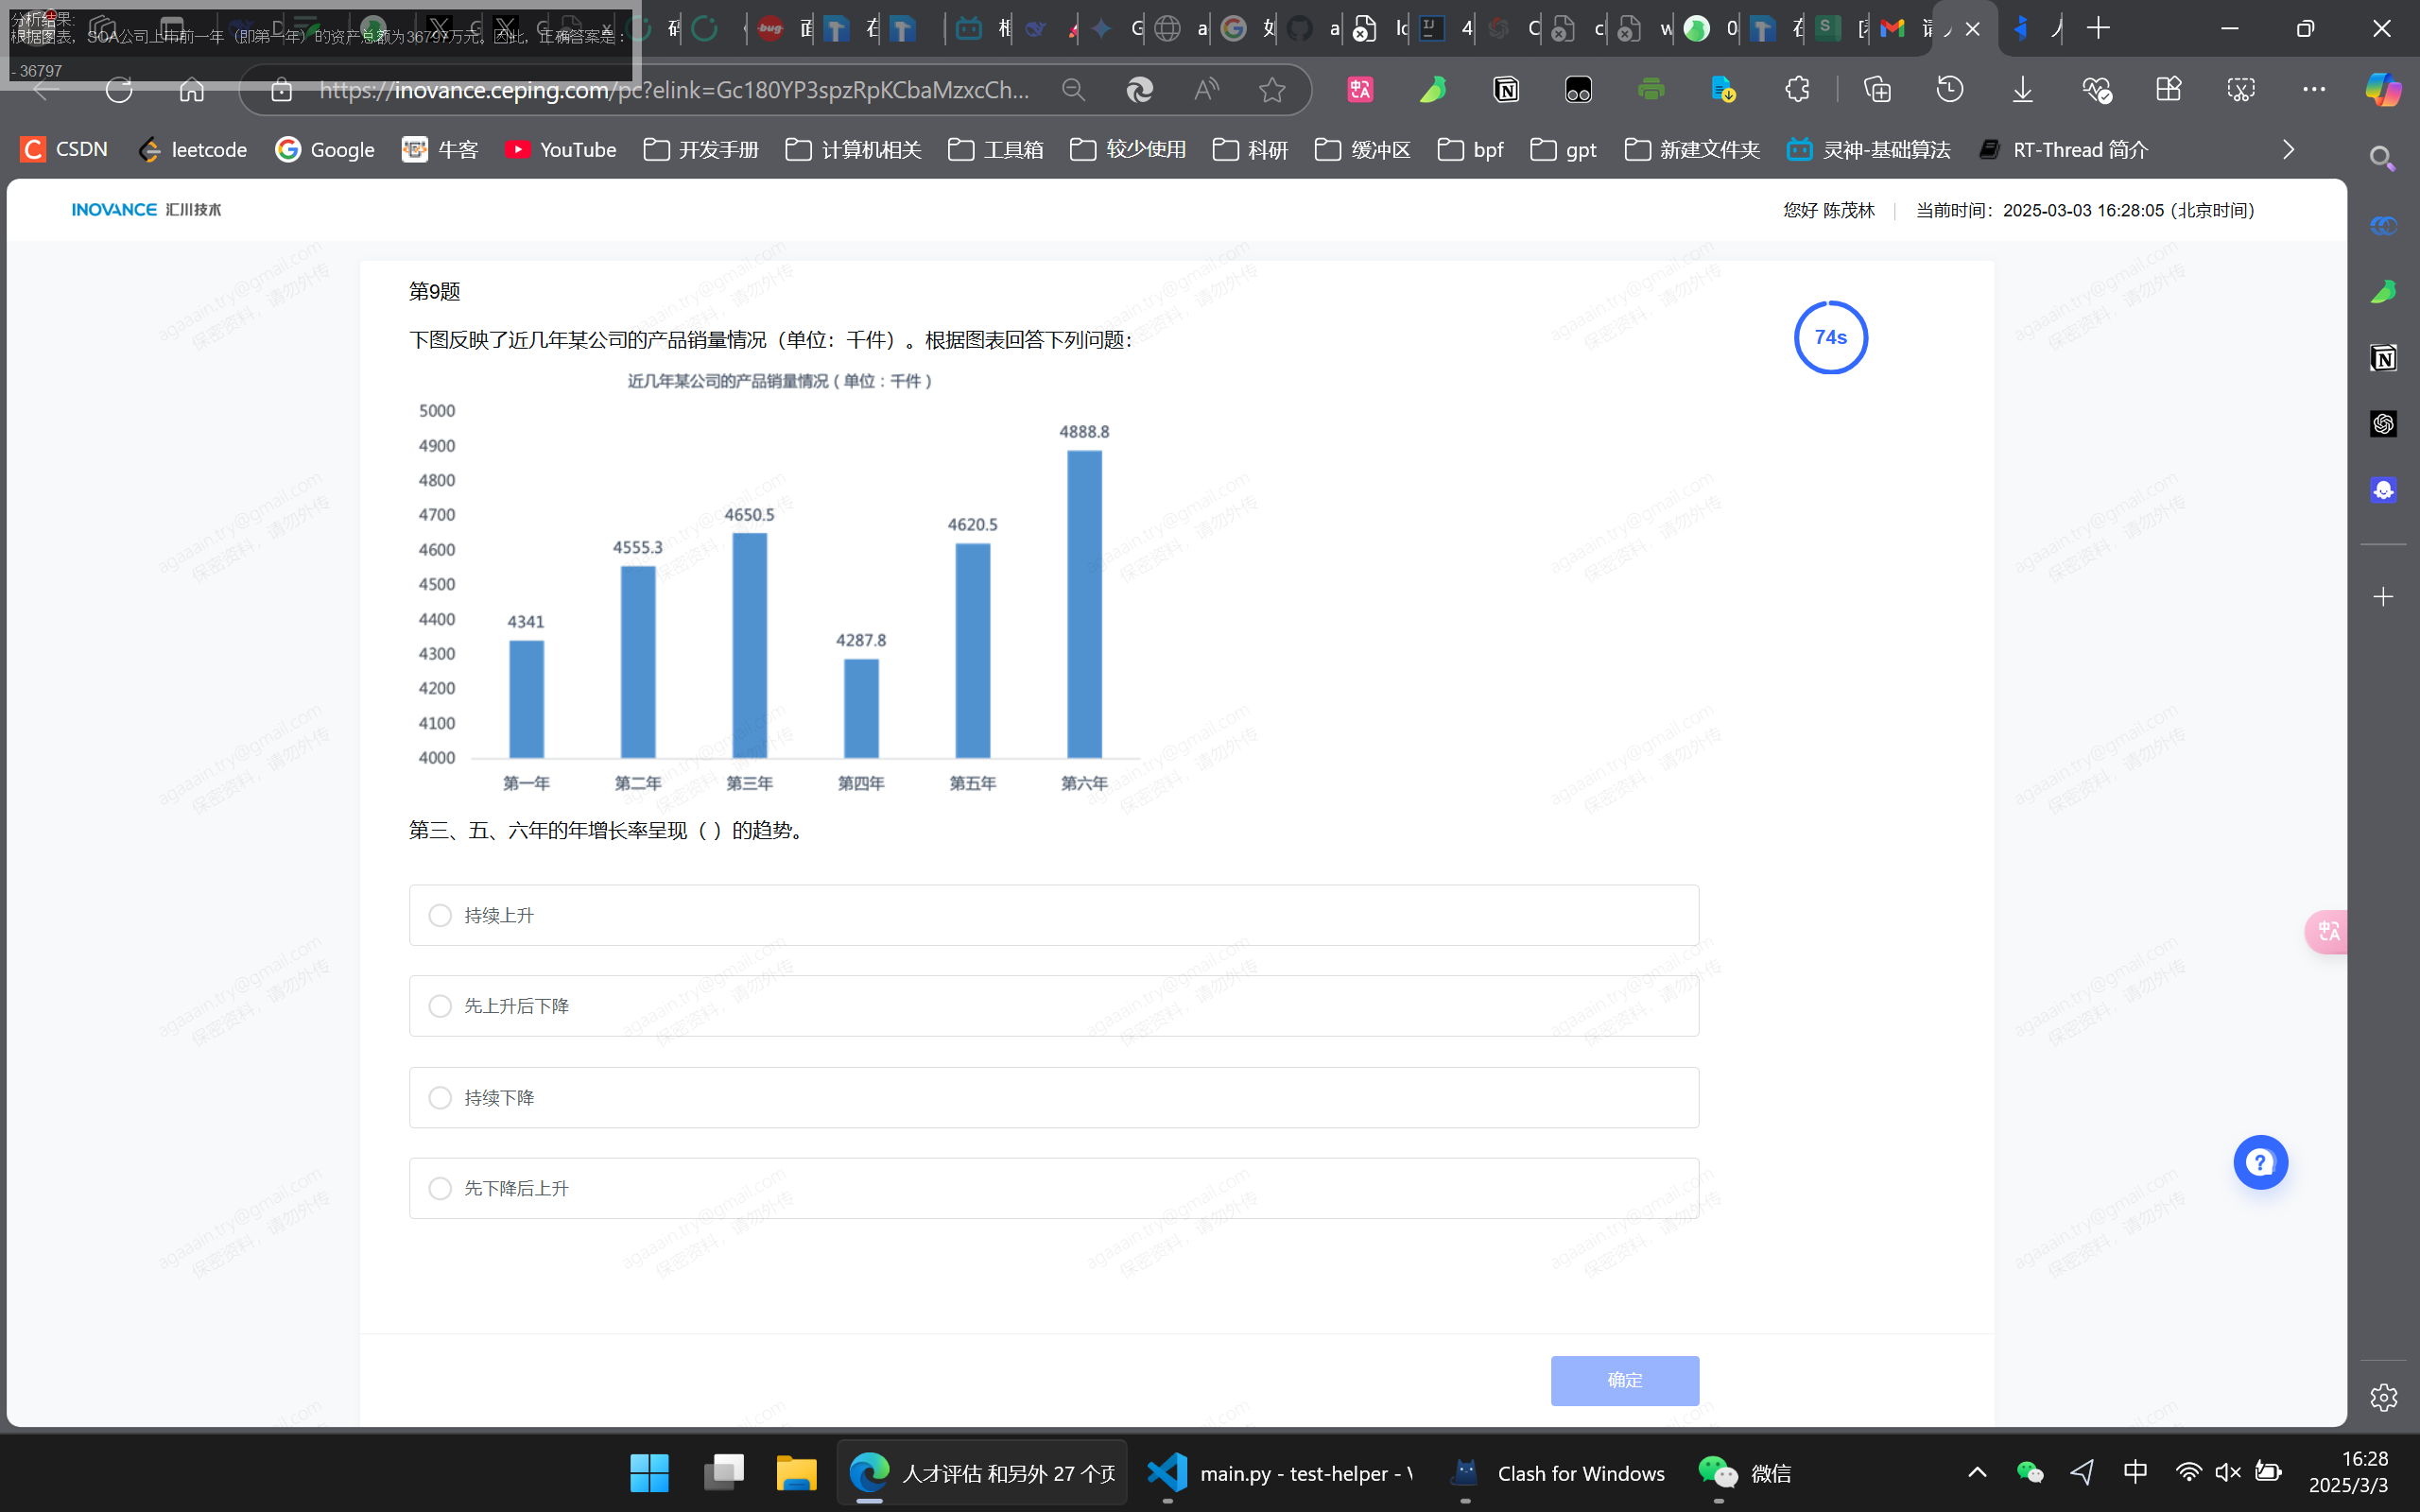 分析结果:
根据图表，SOA公司上市前一年（即第一年）的资产总额为36797万元。因此，正确答案是：
- 36797
https://inovance.ceping.com/pc?elink=Gc180YP3spzRpKCbaMzxcCh...
CSDN
leetcode
Google
牛客
YouTube
开发手册
计算机相关
工具箱
较少使用
科研
缓冲区
bpf
gpt
新建文件夹
灵神-基础算法
RT-Thread 简介
INOVANCE 汇川技术
您好 陈茂林 | 当前时间：2025-03-03 16:28:05 (北京时间)
第9题
74s
下图反映了近几年某公司的产品销量情况（单位：千件）。根据图表回答下列问题：
近几年某公司的产品销量情况（单位：千件）
5000
4900
4800
4700
4600
4500
4400
4300
4200
4100
4000
4341
4555.3
4650.5
4287.8
4620.5
4888.8
第一年
第二年
第三年
第四年
第五年
第六年
第三、五、六年的年增长率呈现（ ）的趋势。
持续上升
先上升后下降
持续下降
先下降后上升
确定
agaaain.try@gmail.com
保密资料，请勿外传
人才评估 和另外 27 个页
main.py - test-helper - V
Clash for Windows
微信
中
16:28
2025/3/3